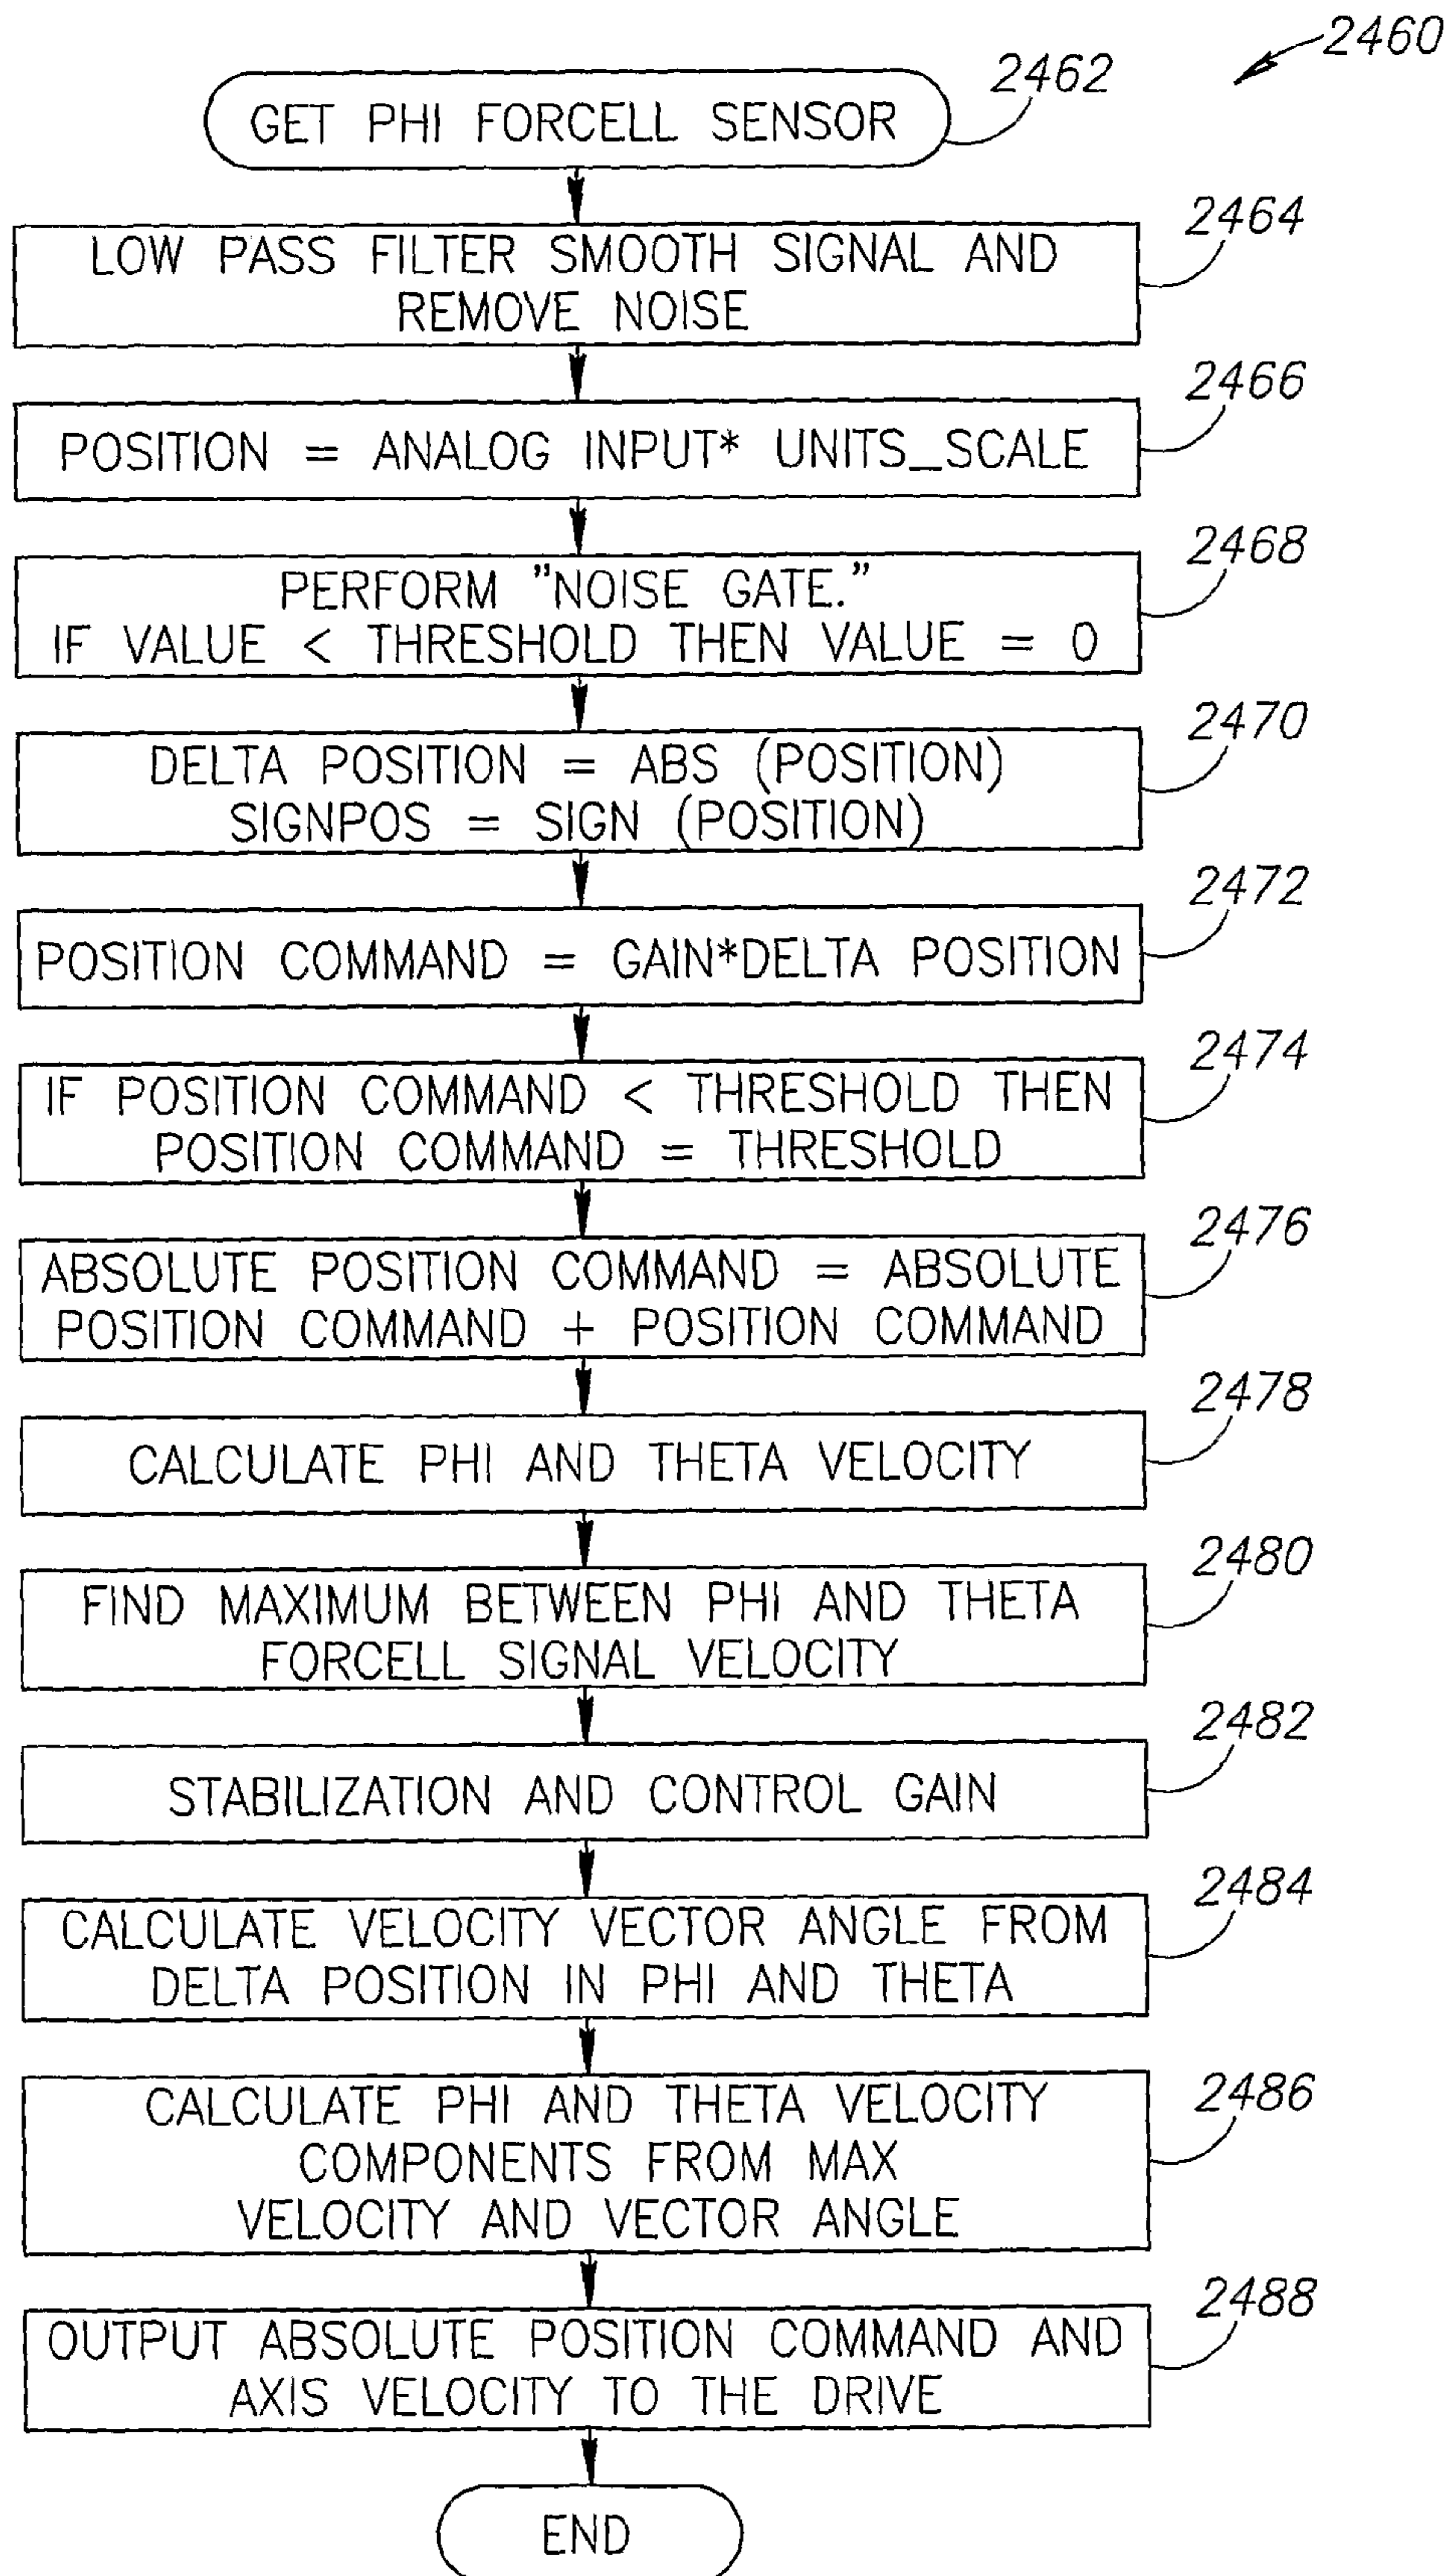 2460
GET PHI FORCELL SENSOR
2462
LOW PASS FILTER SMOOTH SIGNAL AND
REMOVE NOISE
2464
POSITION = ANALOG INPUT* UNITS_SCALE
2466
PERFORM "NOISE GATE."
IF VALUE < THRESHOLD THEN VALUE = 0
2468
DELTA POSITION = ABS (POSITION)
SIGNPOS = SIGN (POSITION)
2470
POSITION COMMAND = GAIN*DELTA POSITION
2472
IF POSITION COMMAND < THRESHOLD THEN
POSITION COMMAND = THRESHOLD
2474
ABSOLUTE POSITION COMMAND = ABSOLUTE
POSITION COMMAND + POSITION COMMAND
2476
CALCULATE PHI AND THETA VELOCITY
2478
FIND MAXIMUM BETWEEN PHI AND THETA
FORCELL SIGNAL VELOCITY
2480
STABILIZATION AND CONTROL GAIN
2482
CALCULATE VELOCITY VECTOR ANGLE FROM
DELTA POSITION IN PHI AND THETA
2484
CALCULATE PHI AND THETA VELOCITY
COMPONENTS FROM MAX
VELOCITY AND VECTOR ANGLE
2486
OUTPUT ABSOLUTE POSITION COMMAND AND
AXIS VELOCITY TO THE DRIVE
2488
END